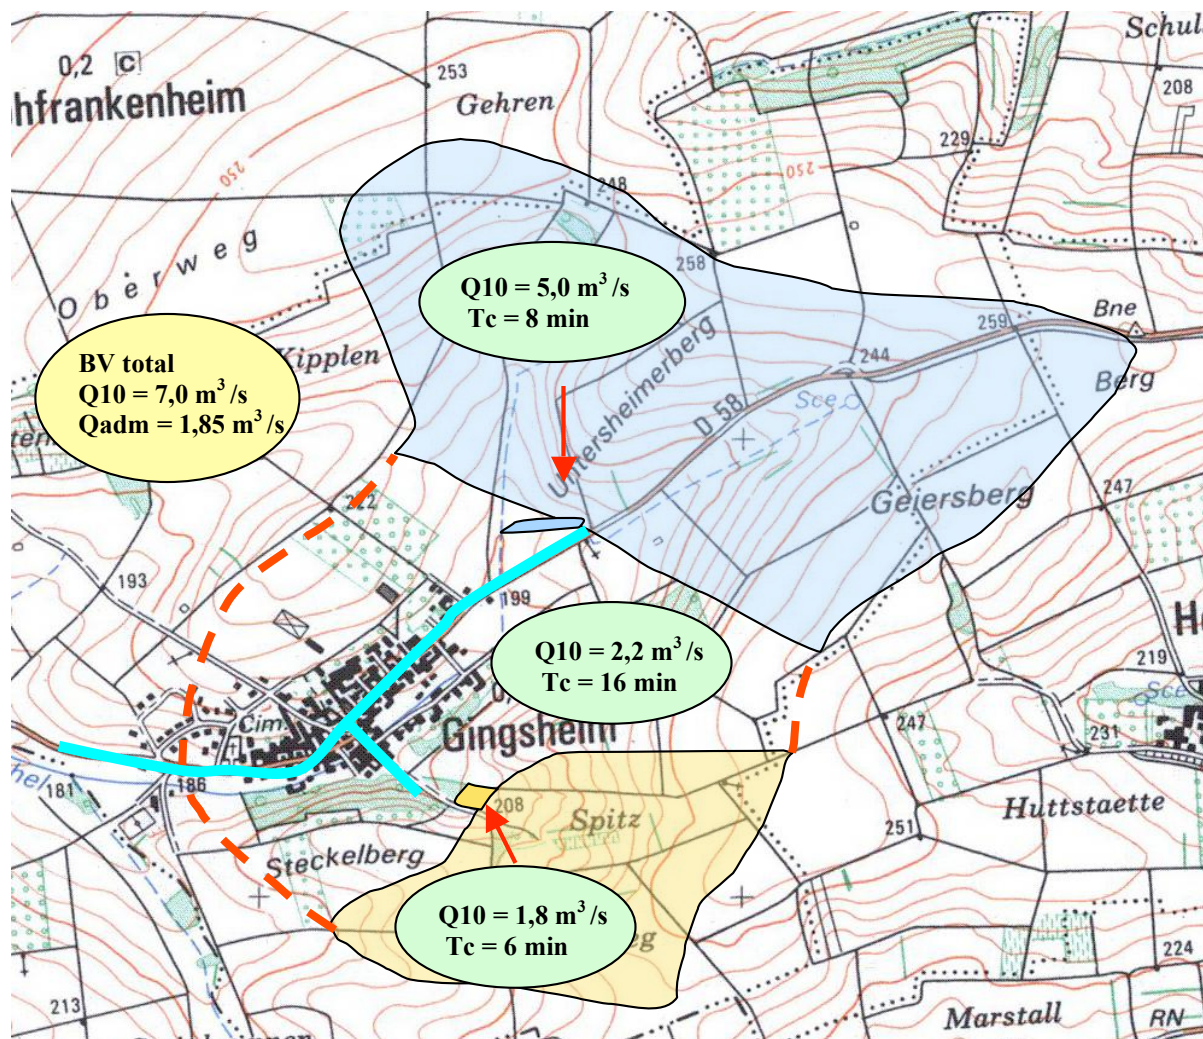 0,2 C
253
Schul
208
hfrankenheim
Gehren
229
250
250
248
Oberweg
258
Q10 = 5,0 m³/s
Tc = 8 min
259
Bne
Kipplen
244
BV total
Q10 = 7,0 m³/s
Qadm = 1,85 m³/s
Berg
Sce
Untersheimerberg
D 58
Geiersberg
247
193
199
Q10 = 2,2 m³/s
Tc = 16 min
219
Sce
Cim.
Gingsheim
247
231
181
186
208
Spitz
Huttstaette
251
Steckelberg
Q10 = 1,8 m³/s
Tc = 6 min
224
213
Marstall
RN